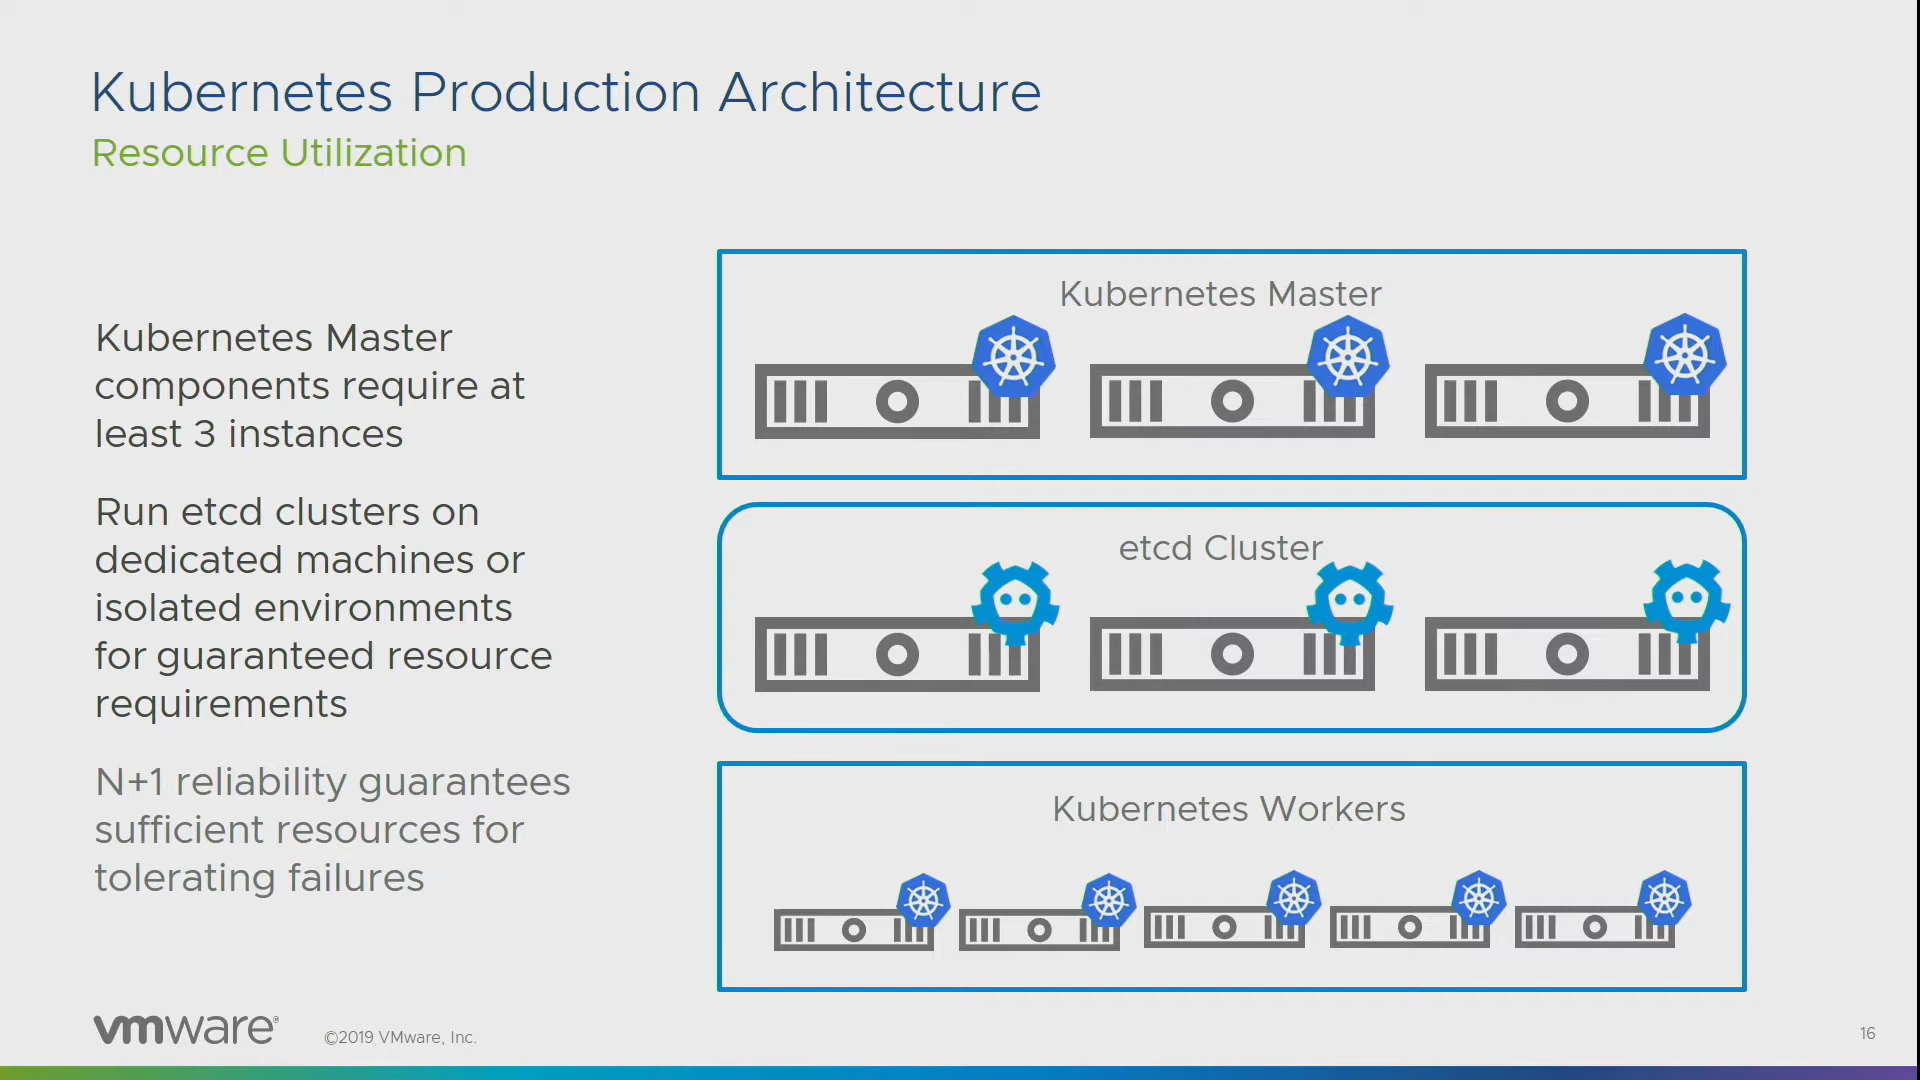 Kubernetes Production Architecture
Resource Utilization
Kubernetes Master
components require at
least 3 instances
Run etcd clusters on
dedicated machines or
isolated environments
for guaranteed resource
requirements
N+1 reliability guarantees
sufficient resources for
tolerating failures
Kubernetes Master
etcd Cluster
Kubernetes Workers
vmware®
©2019 VMware, Inc.
16